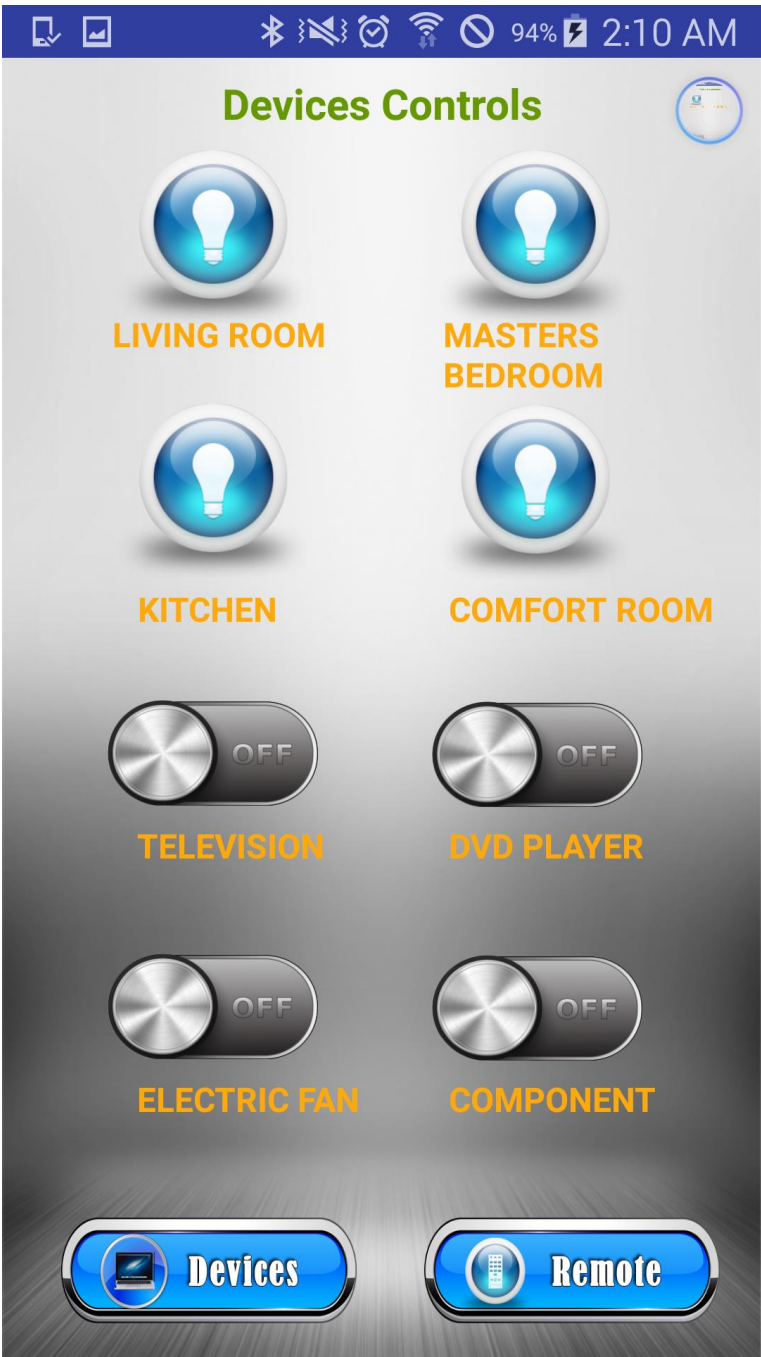 94% 2:10 AM
Devices Controls
LIVING ROOM
MASTERS
BEDROOM
KITCHEN
COMFORT ROOM
OFF
OFF
TELEVISION
DVD PLAYER
OFF
OFF
ELECTRIC FAN
COMPONENT
Devices
Remote